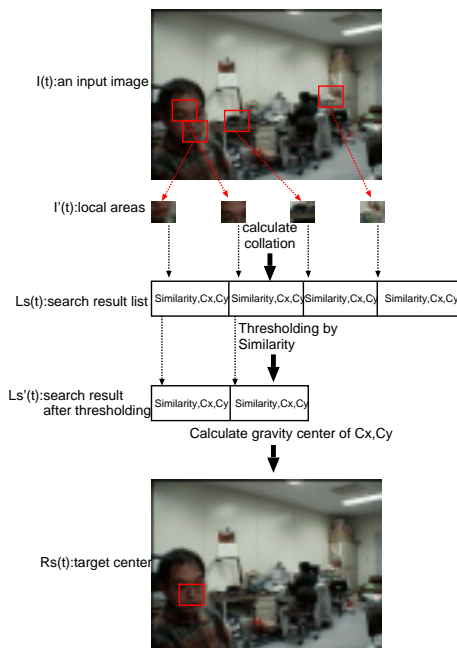 I(t):an input image
I'(t):local areas
calculate
collation
Ls(t):search result list
Similarity,Cx,Cy
Similarity,Cx,Cy
Similarity,Cx,Cy
Similarity,Cx,Cy
Thresholding by
Similarity
Ls'(t):search result
after thresholding
Similarity,Cx,Cy
Similarity,Cx,Cy
Calculate gravity center of Cx,Cy
Rs(t):target center